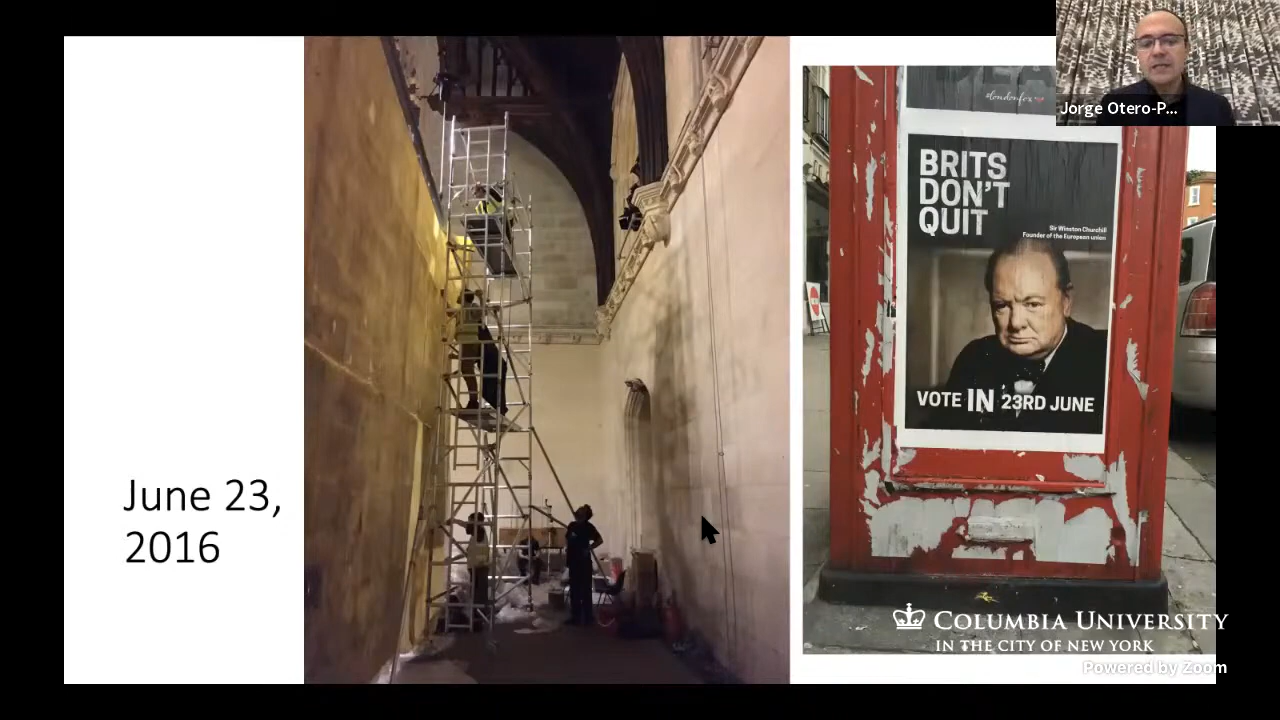 June 23,
2016
#londonfox
BRITS
DON'T
QUIT
Sir Winston Churchill
Founder of the European union
VOTE IN 23RD JUNE
Jorge Otero-P...
COLUMBIA UNIVERSITY
IN THE CITY OF NEW YORK
Powered by Zoom